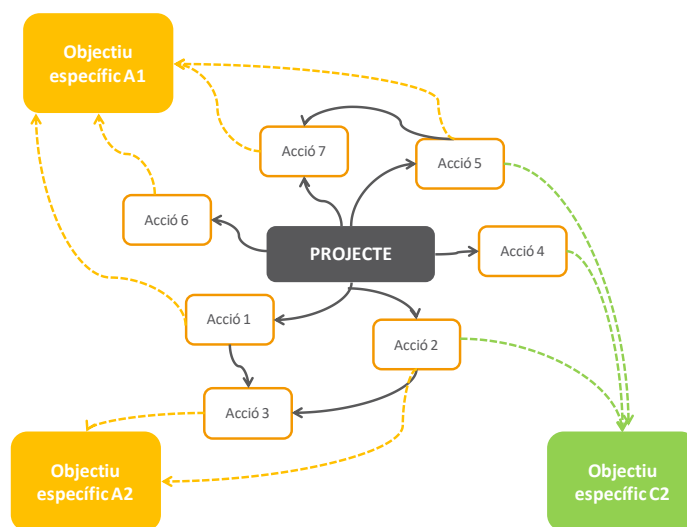 Objectiu
específic A1
Acció 7
Acció 5
Acció 6
PROJECTE
Acció 4
Acció 1
Acció 2
Acció 3
Objectiu
específic A2
Objectiu
específic C2